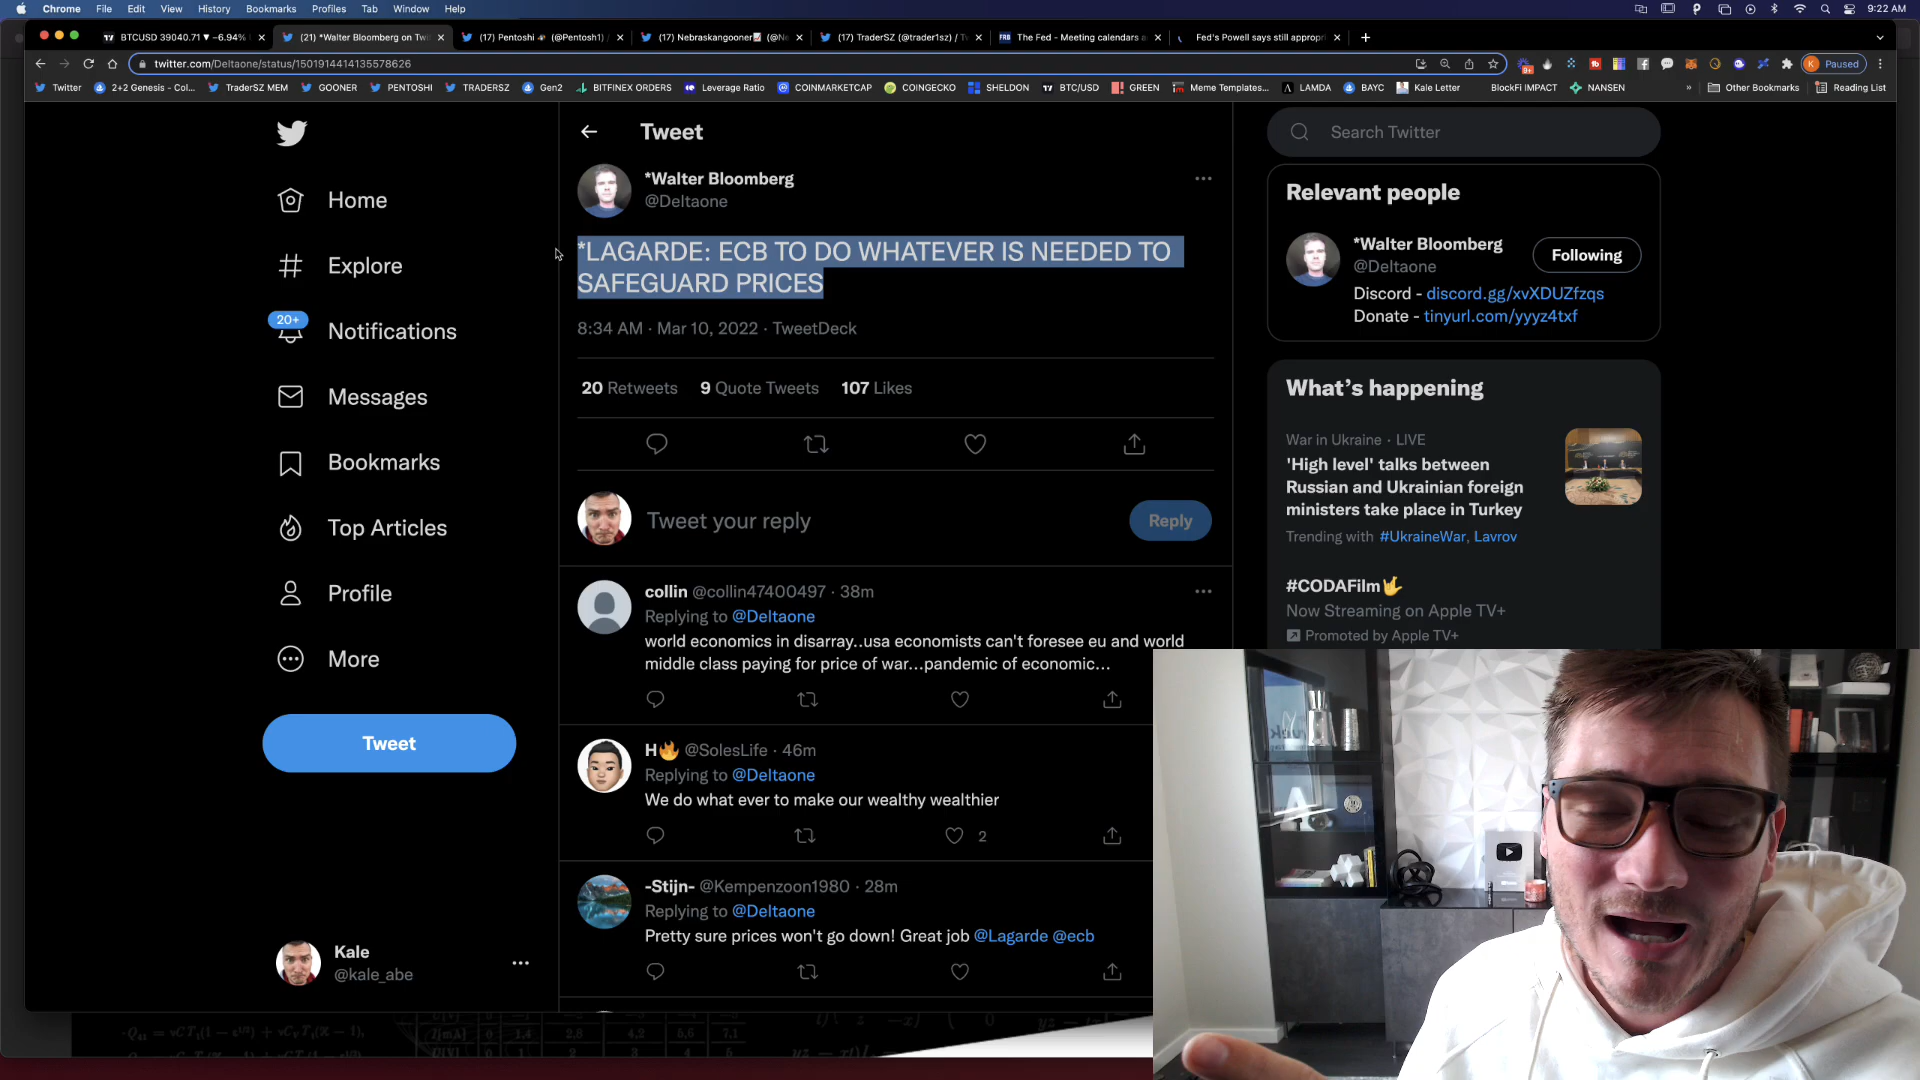 Chrome File Edit View History Bookmarks Profiles Tab Window Help 9:22 AM
BTCUSD 39040.71 ▼ −6.94%
(21) *Walter Bloomberg on Twi
(17) Pentoshi (@Pentosh1) /
(17) Nebraskangooner (@Ne
(17) TraderSZ (@trader1sz) / T
FRB The Fed - Meeting calendars a
Fed's Powell says still appropri
twitter.com/Deltaone/status/1501914414135578626
9+
K Paused
Twitter 2+2 Genesis - Col... TraderSZ MEM GOONER PENTOSHI TRADERSZ Gen2 BITFINEX ORDERS Leverage Ratio COINMARKETCAP COINGECKO SHELDON BTC/USD GREEN Meme Templates... LAMDA BAYC Kale Letter BlockFi IMPACT NANSEN » Other Bookmarks Reading List
Home
Explore
20+
Notifications
Messages
Bookmarks
Top Articles
Profile
More
Tweet
Kale
@kale_abe
Tweet
*Walter Bloomberg
@Deltaone
*LAGARDE: ECB TO DO WHATEVER IS NEEDED TO
SAFEGUARD PRICES
8:34 AM · Mar 10, 2022 · TweetDeck
20 Retweets 9 Quote Tweets 107 Likes
Tweet your reply
Reply
collin @collin47400497 · 38m
Replying to @Deltaone
world economics in disarray..usa economists can't foresee eu and world
middle class paying for price of war...pandemic of economic...
H🔥 @SolesLife · 46m
Replying to @Deltaone
We do what ever to make our wealthy wealthier
2
-Stijn- @Kempenzoon1980 · 28m
Replying to @Deltaone
Pretty sure prices won't go down! Great job @Lagarde @ecb
Search Twitter
Relevant people
*Walter Bloomberg
@Deltaone
Following
Discord - discord.gg/xvXDUZfzqs
Donate - tinyurl.com/yyyz4txf
What's happening
War in Ukraine · LIVE
'High level' talks between
Russian and Ukrainian foreign
ministers take place in Turkey
Trending with #UkraineWar, Lavrov
#CODAFilm🤟
Now Streaming on Apple TV+
Promoted by Apple TV+